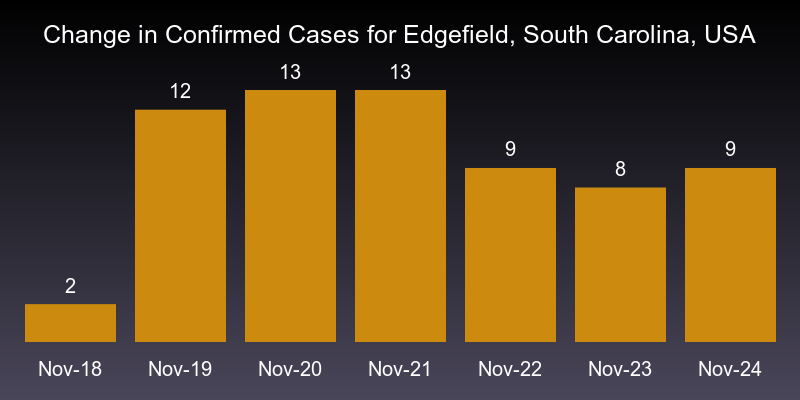 Change in Confirmed Cases for Edgefield, South Carolina, USA
2
12
13
13
9
8
9
Nov-18
Nov-19
Nov-20
Nov-21
Nov-22
Nov-23
Nov-24